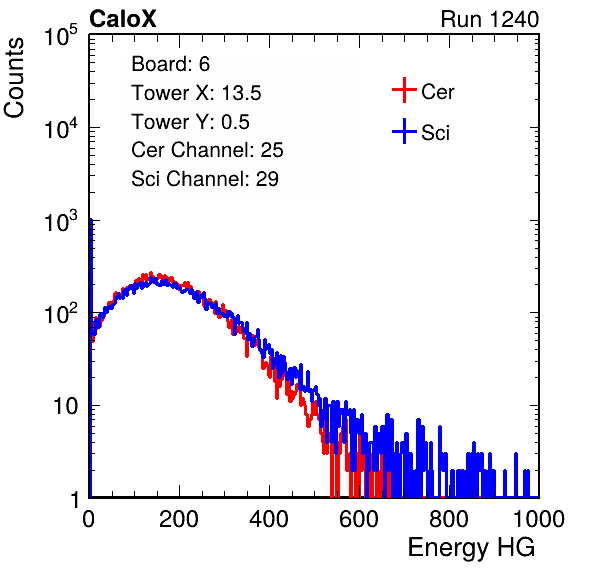 CaloX Run 1240
Counts
10^5
10^4
10^3
10^2
10
1
Board: 6
Tower X: 13.5
Tower Y: 0.5
Cer Channel: 25
Sci Channel: 29
Cer
Sci
0 200 400 600 800 1000
Energy HG